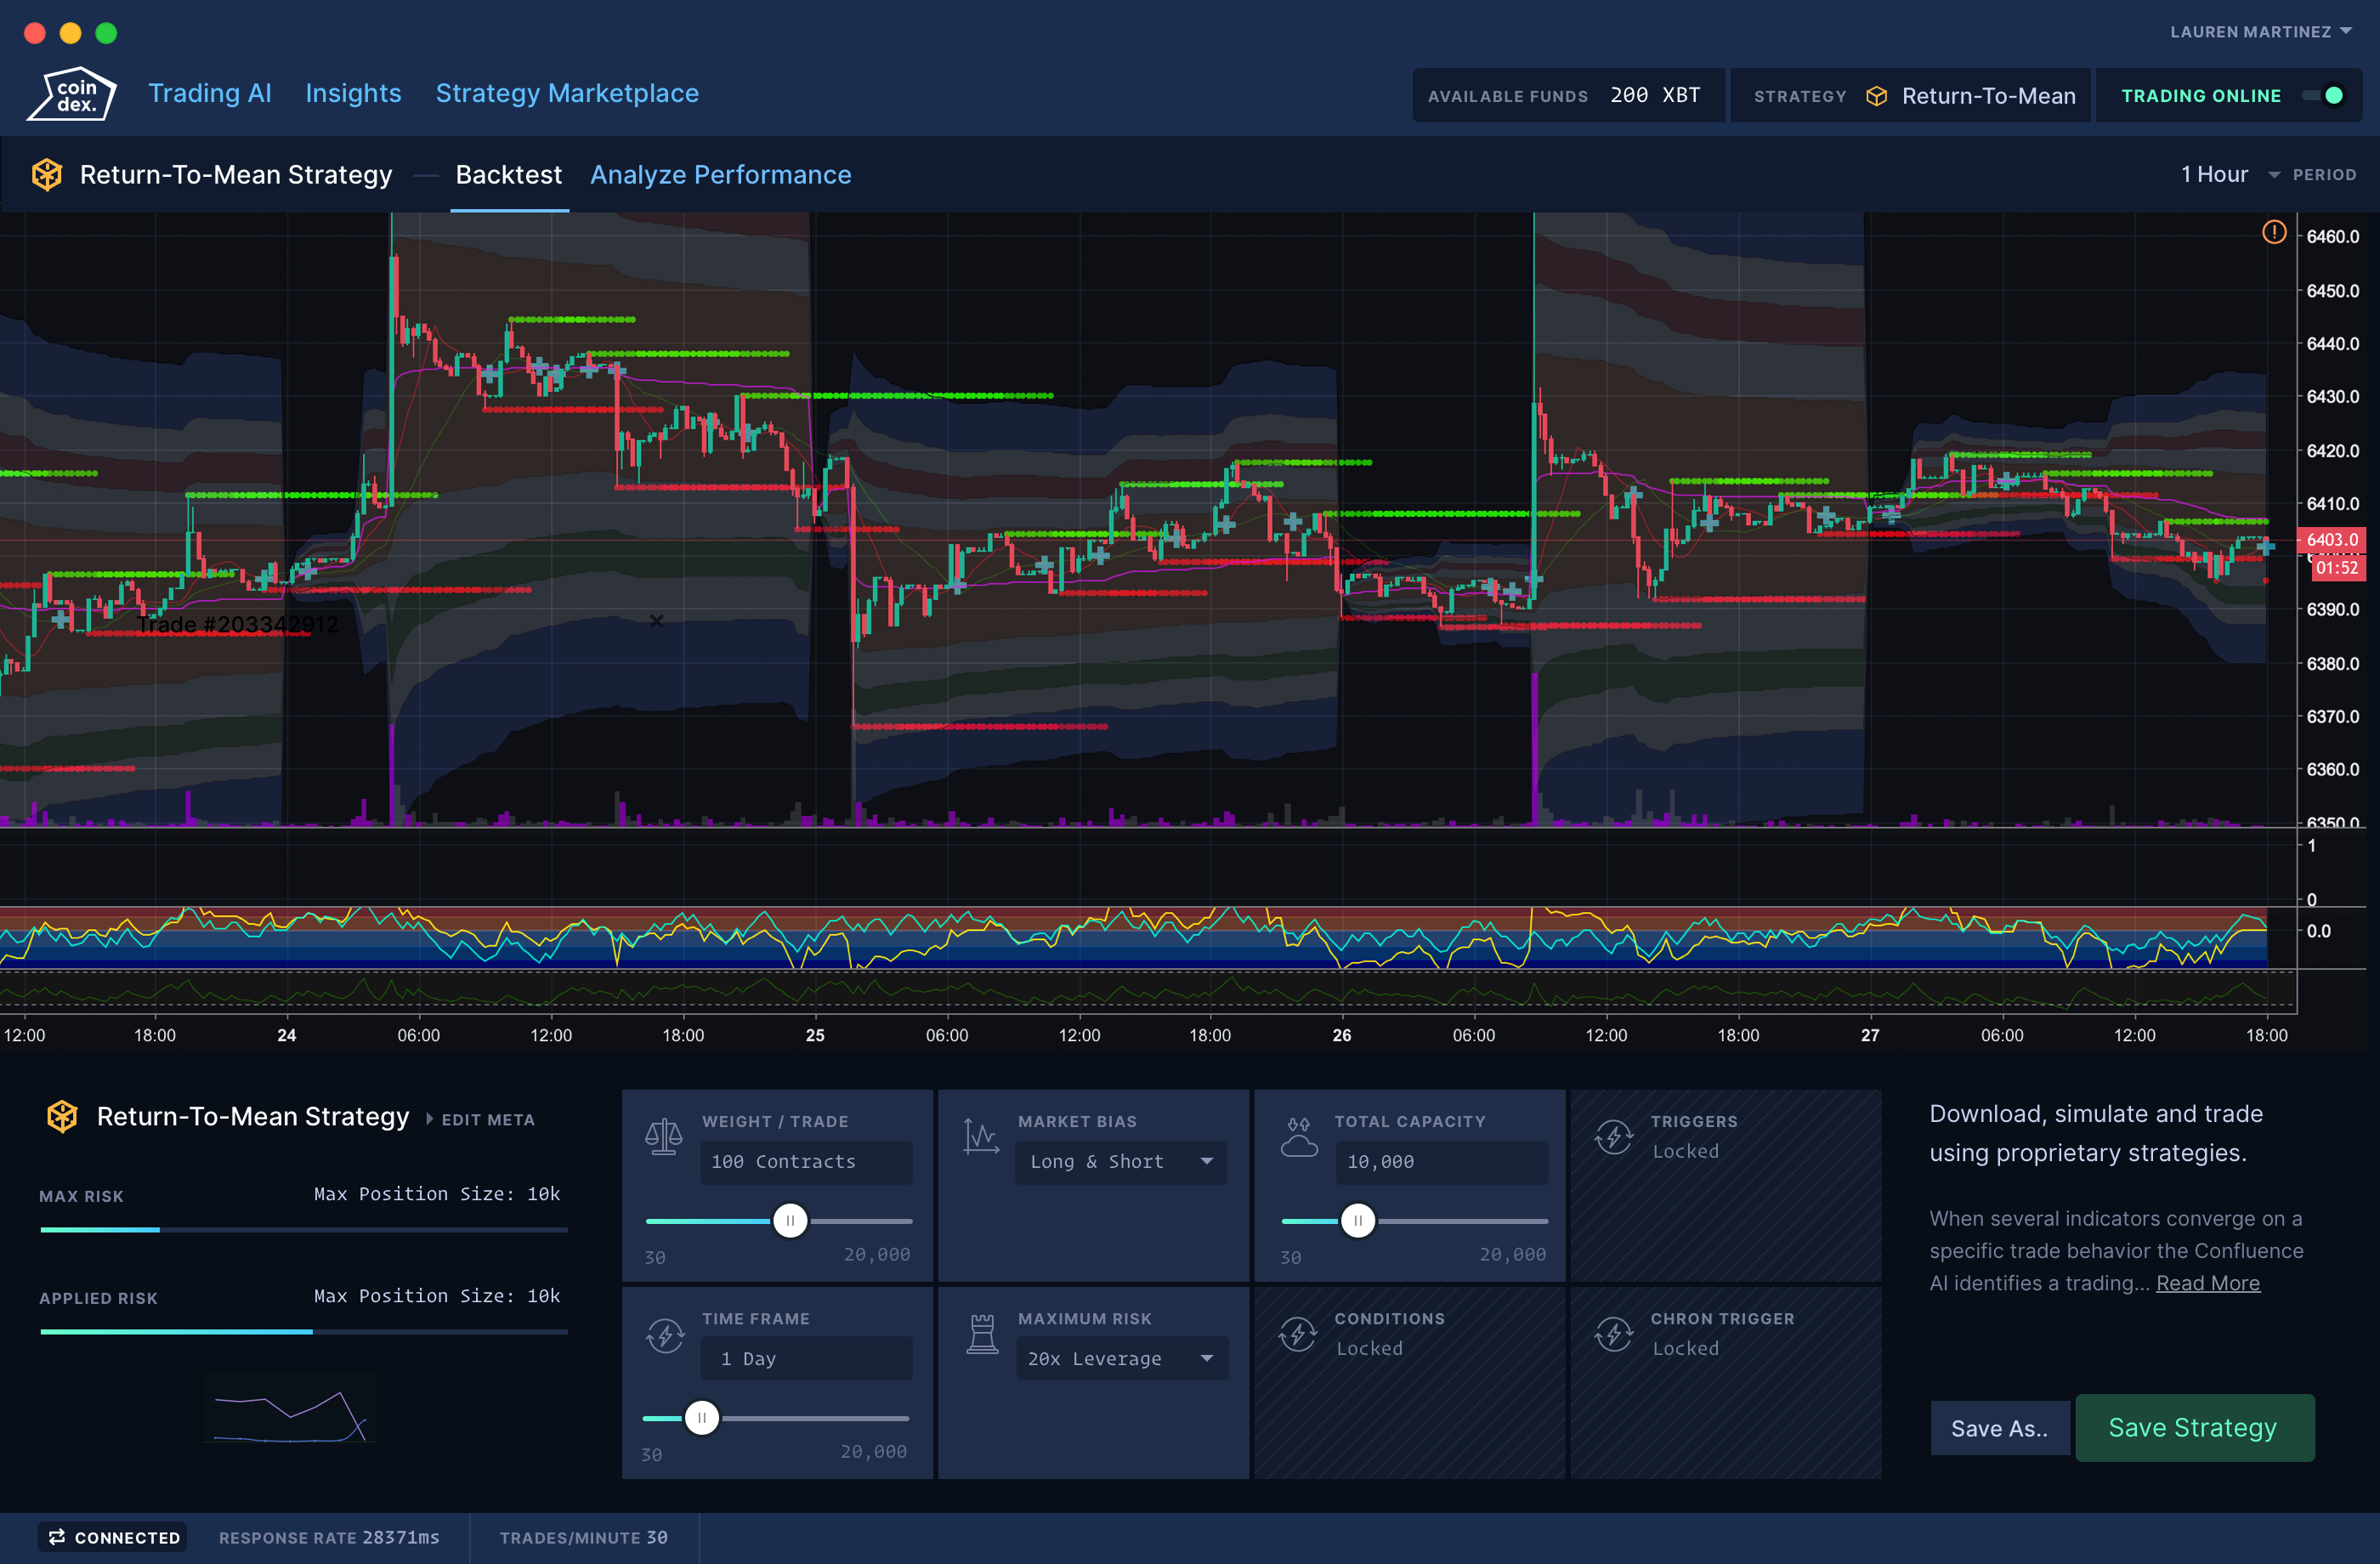 LAUREN MARTINEZ
coin
dex.
Trading AI
Insights
Strategy Marketplace
AVAILABLE FUNDS 200 XBT
STRATEGY Return-To-Mean
TRADING ONLINE
Return-To-Mean Strategy — Backtest
Analyze Performance
1 Hour PERIOD
6460.0
6450.0
6440.0
6430.0
6420.0
6410.0
6403.0
01:52
6390.0
6380.0
6370.0
6360.0
6350.0
Trade #203342912
1
0
0.0
12:00 18:00 24 06:00 12:00 18:00 25 06:00 12:00 18:00 26 06:00 12:00 18:00 27 06:00 12:00 18:00
Return-To-Mean Strategy EDIT META
MAX RISK Max Position Size: 10k
APPLIED RISK Max Position Size: 10k
WEIGHT / TRADE
100 Contracts
30 20,000
MARKET BIAS
Long & Short
TOTAL CAPACITY
10,000
30 20,000
TRIGGERS
Locked
TIME FRAME
1 Day
30 20,000
MAXIMUM RISK
20x Leverage
CONDITIONS
Locked
CHRON TRIGGER
Locked
Download, simulate and trade
using proprietary strategies.
When several indicators converge on a
specific trade behavior the Confluence
AI identifies a trading... Read More
Save As..
Save Strategy
CONNECTED
RESPONSE RATE 28371ms
TRADES/MINUTE 30